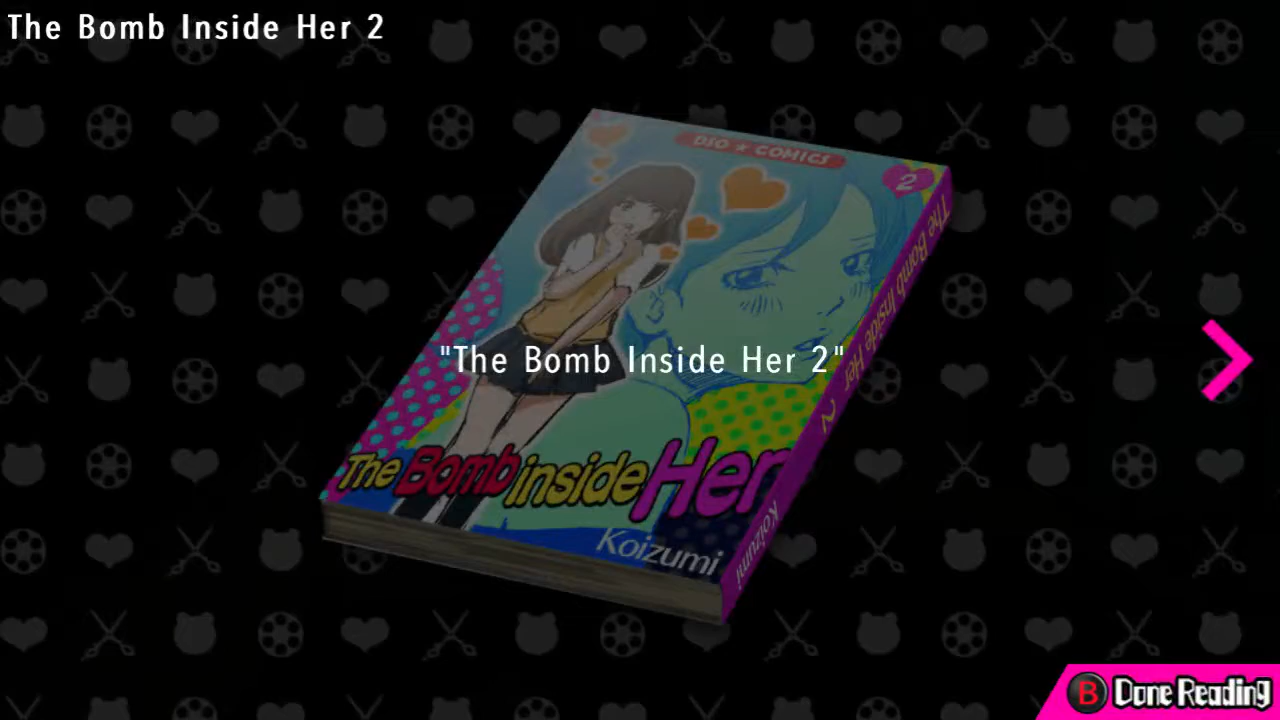 The Bomb Inside Her 2
DSO ★ COMICS
2
The Bomb Inside Her 2
"The Bomb Inside Her 2"
The Bomb inside Her
Koizumi
Koizumi
B Done Reading